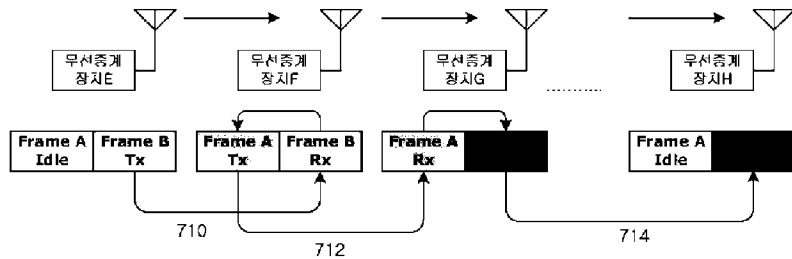 무선중계
장치E
무선중계
장치F
무선중계
장치G
무선중계
장치H
Frame A
Idle
Frame B
Tx
Frame A
Tx
Frame B
Rx
Frame A
Rx
Frame A
Idle
710
712
714